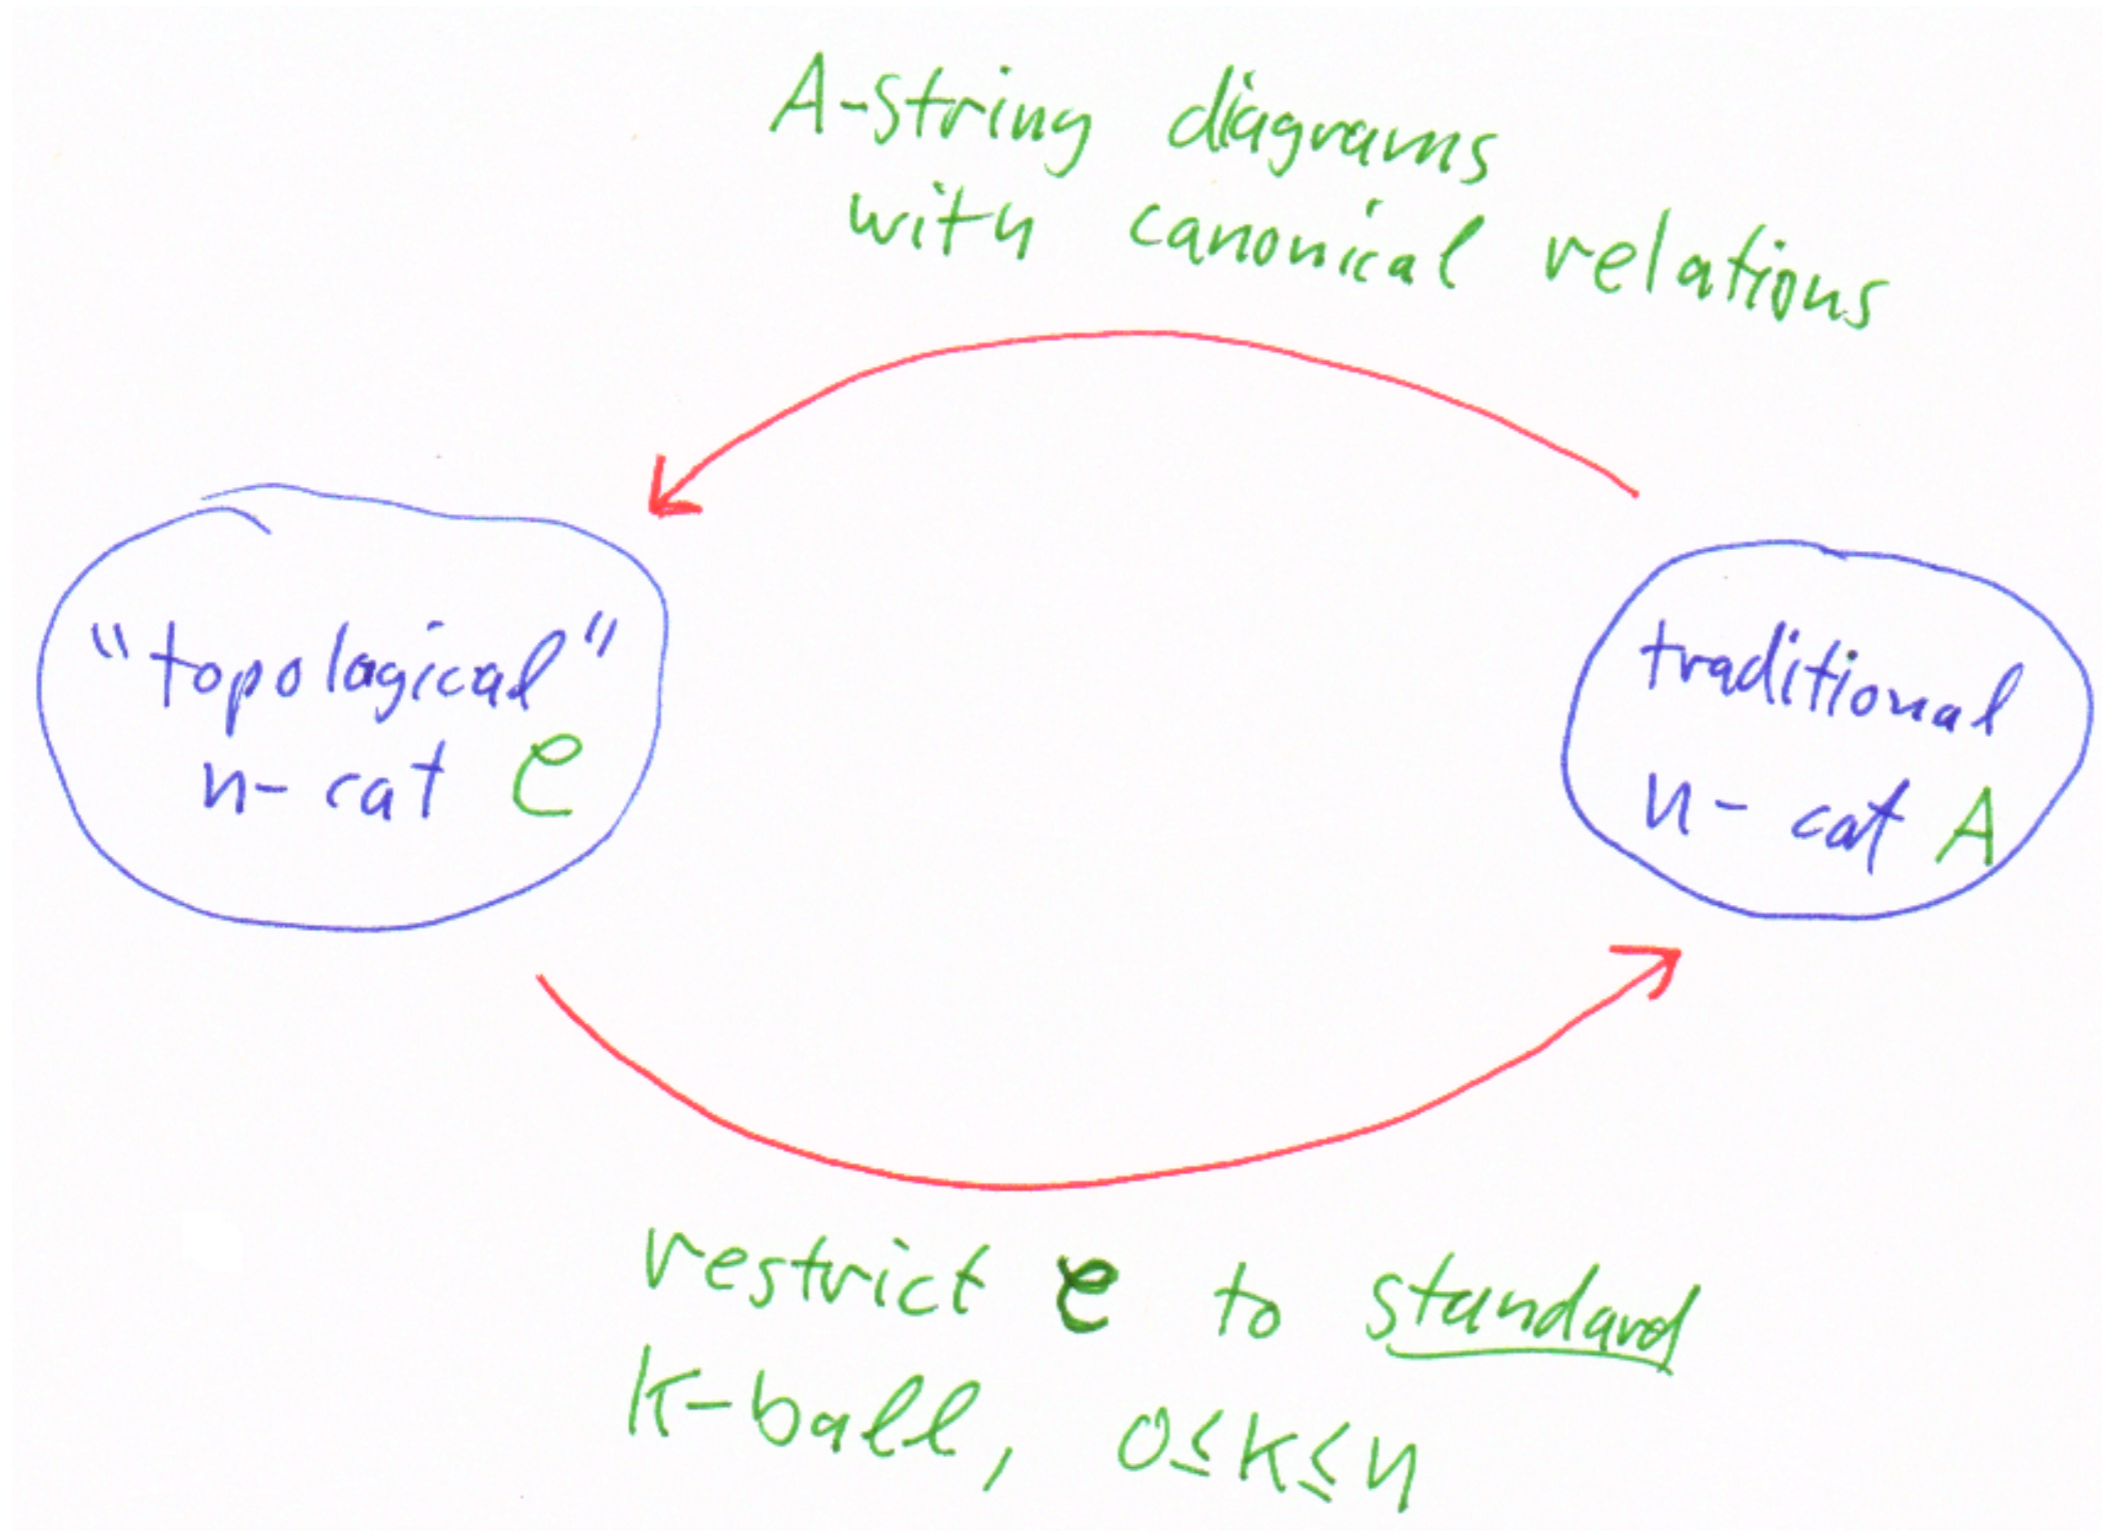 A-string diagrams
with canonical relations
"topological"
n-cat C
traditional
n-cat A
restrict C to standard
k-ball, 0≤k≤n